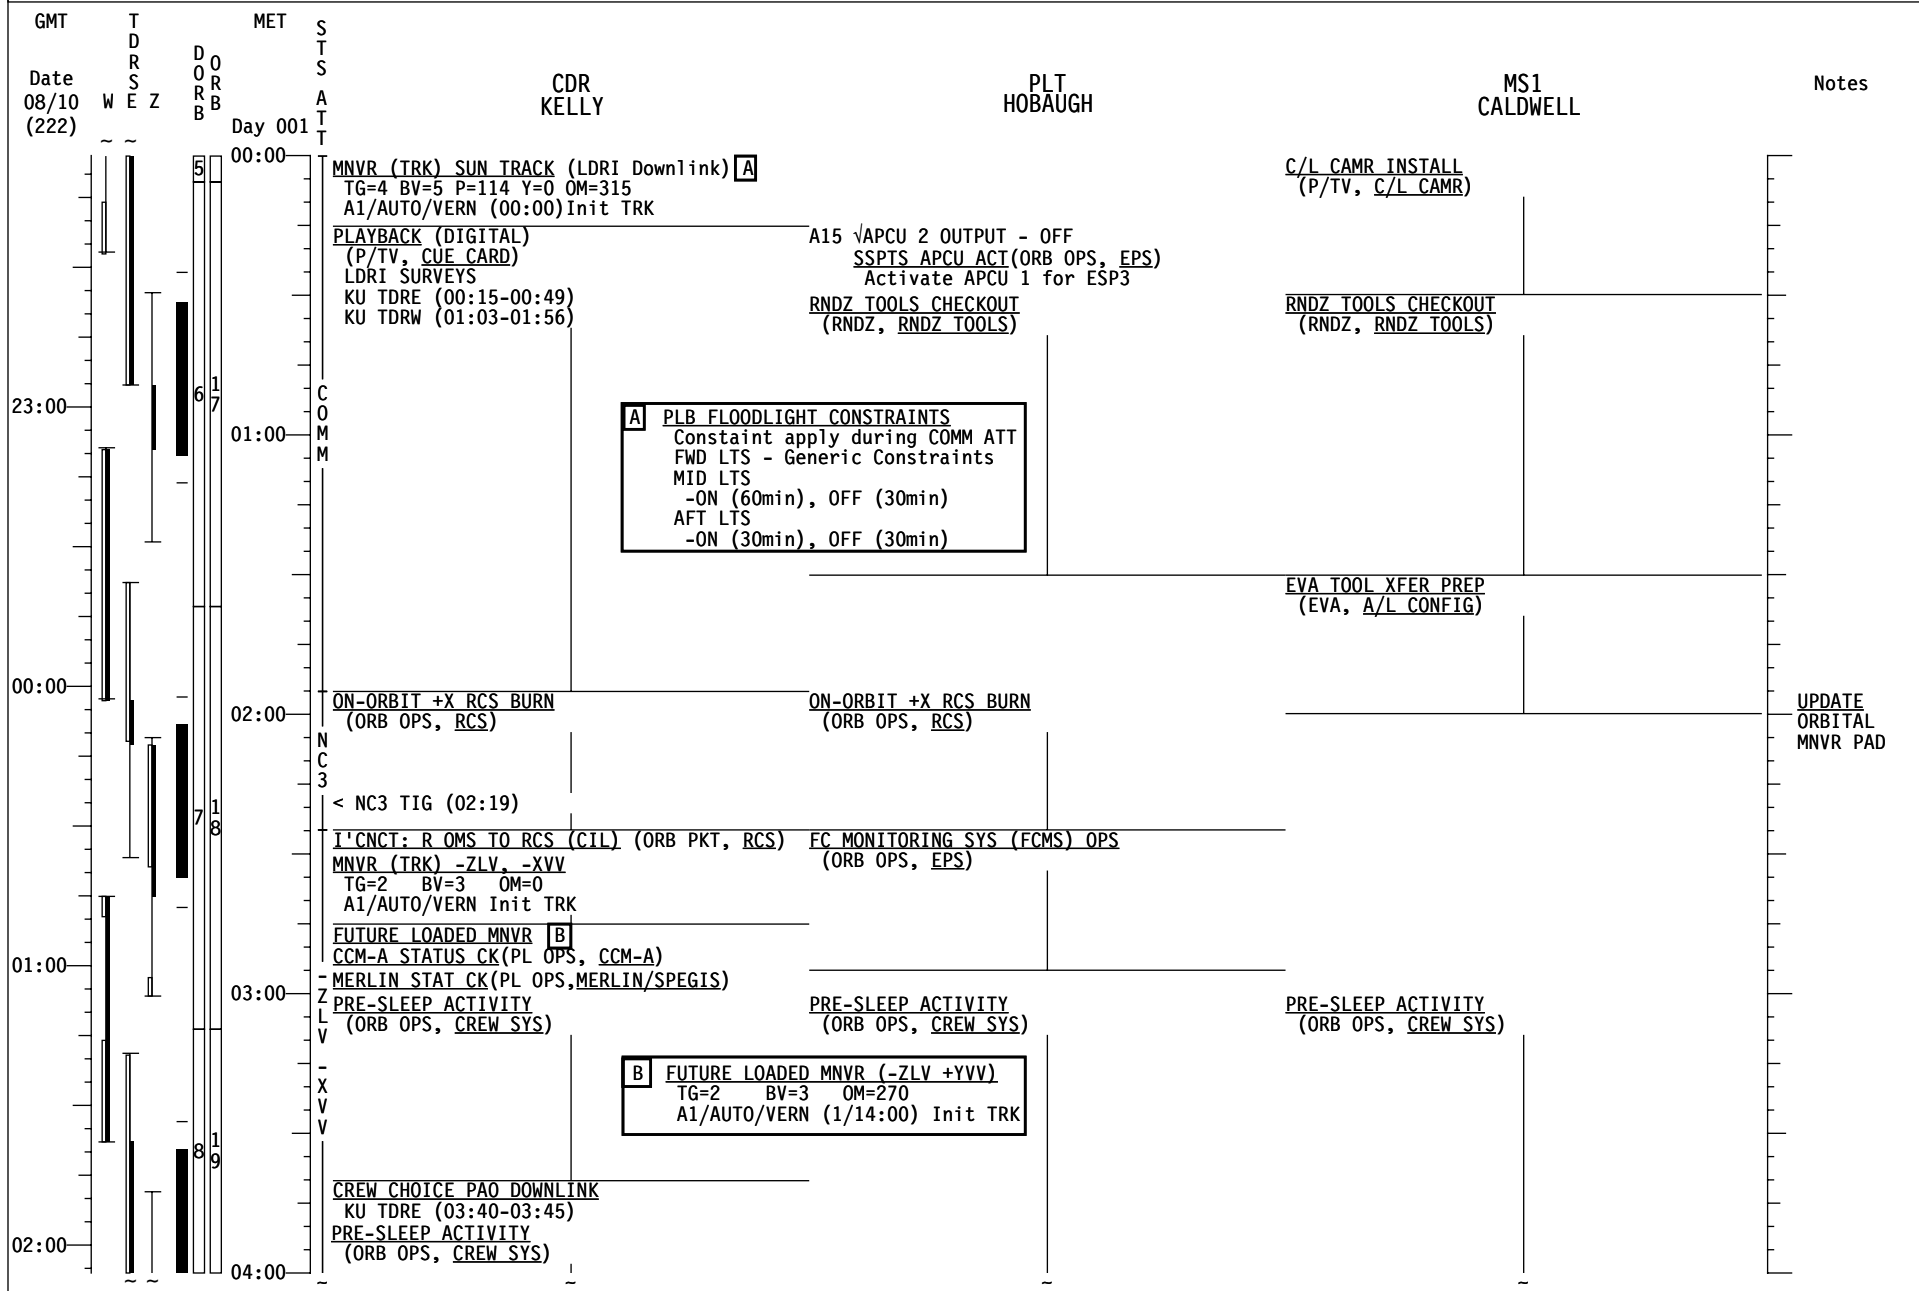 GMT
TDRS
MET
STS ATT
DORB
ORB
Date
08/10
(222)
W E Z
Day 001
CDR
KELLY
PLT
HOBAUGH
MS1
CALDWELL
Notes
~ ~
00:00
5
MNVR (TRK) SUN TRACK (LDRI Downlink) A
TG=4 BV=5 P=114 Y=0 OM=315
A1/AUTO/VERN (00:00)Init TRK
C/L CAMR INSTALL
(P/TV, C/L CAMR)
PLAYBACK (DIGITAL)
(P/TV, CUE CARD)
LDRI SURVEYS
KU TDRE (00:15-00:49)
KU TDRW (01:03-01:56)
A15 √APCU 2 OUTPUT - OFF
SSPTS APCU ACT(ORB OPS, EPS)
Activate APCU 1 for ESP3
RNDZ TOOLS CHECKOUT
(RNDZ, RNDZ TOOLS)
RNDZ TOOLS CHECKOUT
(RNDZ, RNDZ TOOLS)
COMM
6
17
23:00
01:00
A PLB FLOODLIGHT CONSTRAINTS
Constaint apply during COMM ATT
FWD LTS - Generic Constraints
MID LTS
-ON (60min), OFF (30min)
AFT LTS
-ON (30min), OFF (30min)
EVA TOOL XFER PREP
(EVA, A/L CONFIG)
00:00
02:00
ON-ORBIT +X RCS BURN
(ORB OPS, RCS)
ON-ORBIT +X RCS BURN
(ORB OPS, RCS)
UPDATE
ORBITAL
MNVR PAD
NC3
7
18
< NC3 TIG (02:19)
I'CNCT: R OMS TO RCS (CIL) (ORB PKT, RCS)
MNVR (TRK) -ZLV, -XVV
TG=2 BV=3 OM=0
A1/AUTO/VERN Init TRK
FC MONITORING SYS (FCMS) OPS
(ORB OPS, EPS)
FUTURE LOADED MNVR B
CCM-A STATUS CK(PL OPS, CCM-A)
MERLIN STAT CK(PL OPS,MERLIN/SPEGIS)
01:00
03:00
-ZLV -XVV
PRE-SLEEP ACTIVITY
(ORB OPS, CREW SYS)
PRE-SLEEP ACTIVITY
(ORB OPS, CREW SYS)
PRE-SLEEP ACTIVITY
(ORB OPS, CREW SYS)
B FUTURE LOADED MNVR (-ZLV +YVV)
TG=2 BV=3 OM=270
A1/AUTO/VERN (1/14:00) Init TRK
8
19
CREW CHOICE PAO DOWNLINK
KU TDRE (03:40-03:45)
PRE-SLEEP ACTIVITY
(ORB OPS, CREW SYS)
02:00
04:00
~ ~ ~ ~ ~ ~